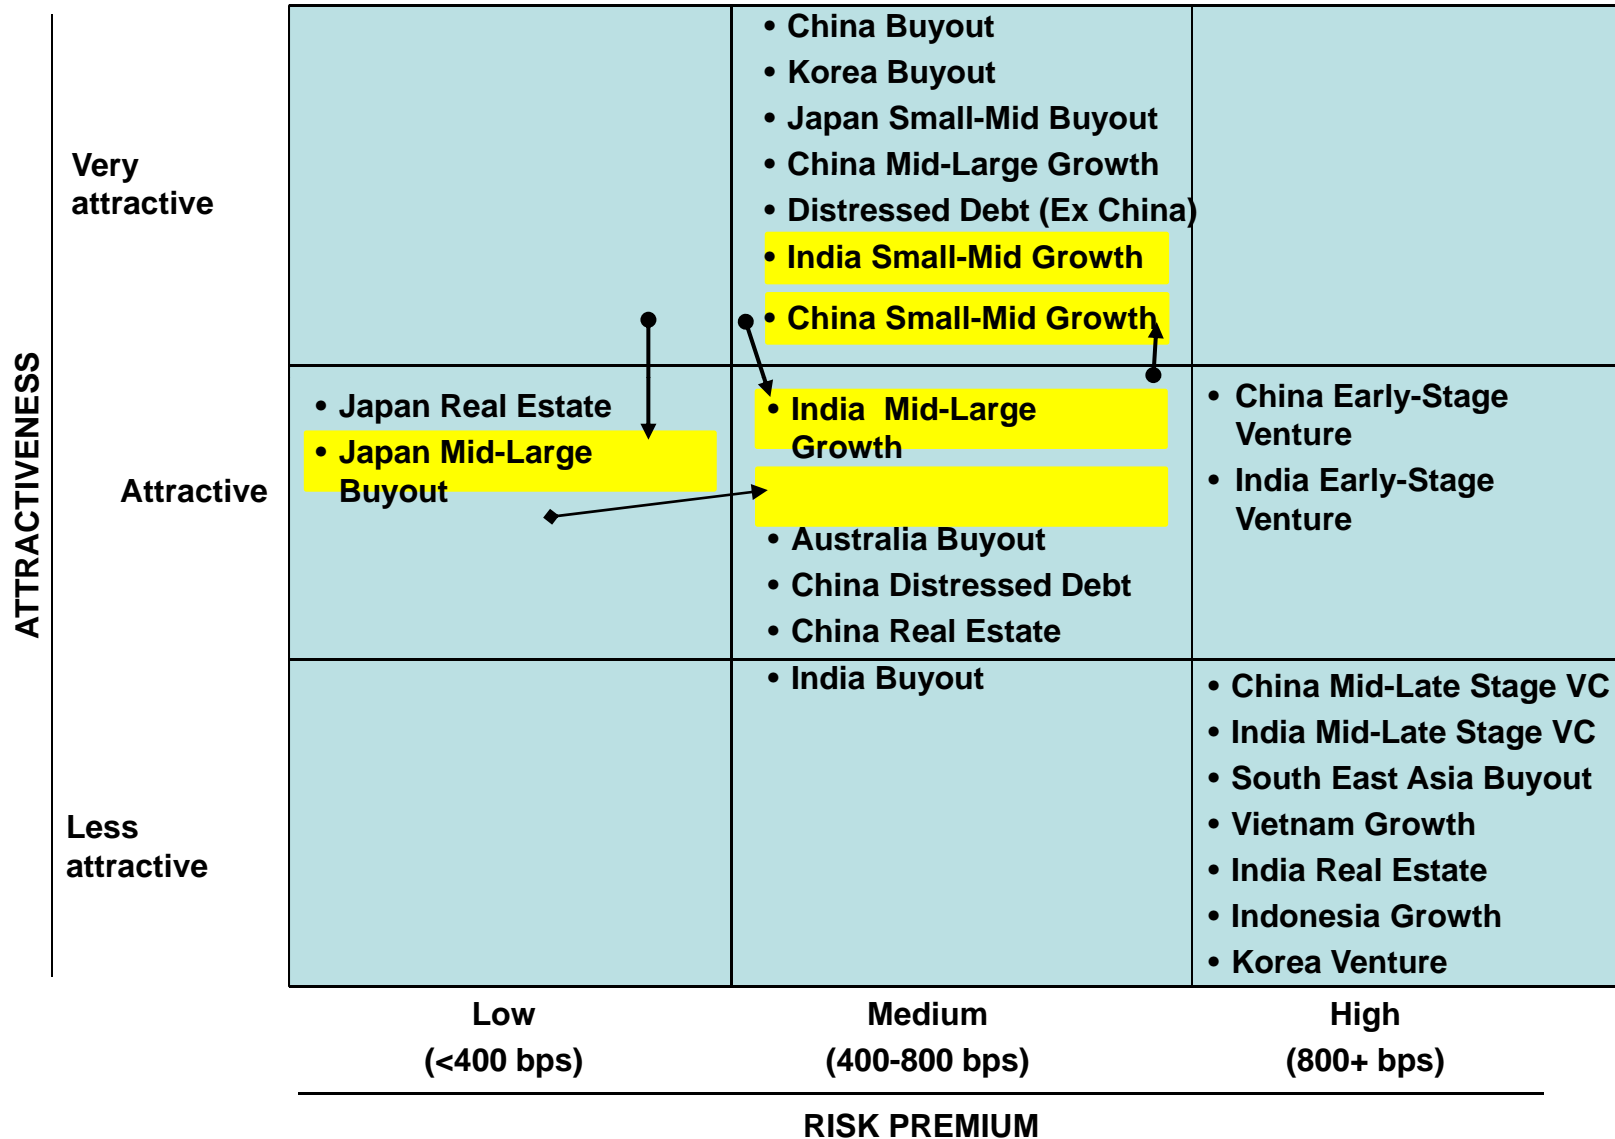 • China Buyout
• Korea Buyout
• Japan Small-Mid Buyout
• China Mid-Large Growth
• Distressed Debt (Ex China)
• India Small-Mid Growth
• China Small-Mid Growth
Very
attractive
ATTRACTIVENESS
Attractive
• Japan Real Estate
• Japan Mid-Large
Buyout
• India  Mid-Large
Growth
• Australia Buyout
• China Distressed Debt
• China Real Estate
• China Early-Stage
Venture
• India Early-Stage
Venture
Less
attractive
• India Buyout
• China Mid-Late Stage VC
• India Mid-Late Stage VC
• South East Asia Buyout
• Vietnam Growth
• India Real Estate
• Indonesia Growth
• Korea Venture
Low
(<400 bps)
Medium
(400-800 bps)
High
(800+ bps)
RISK PREMIUM